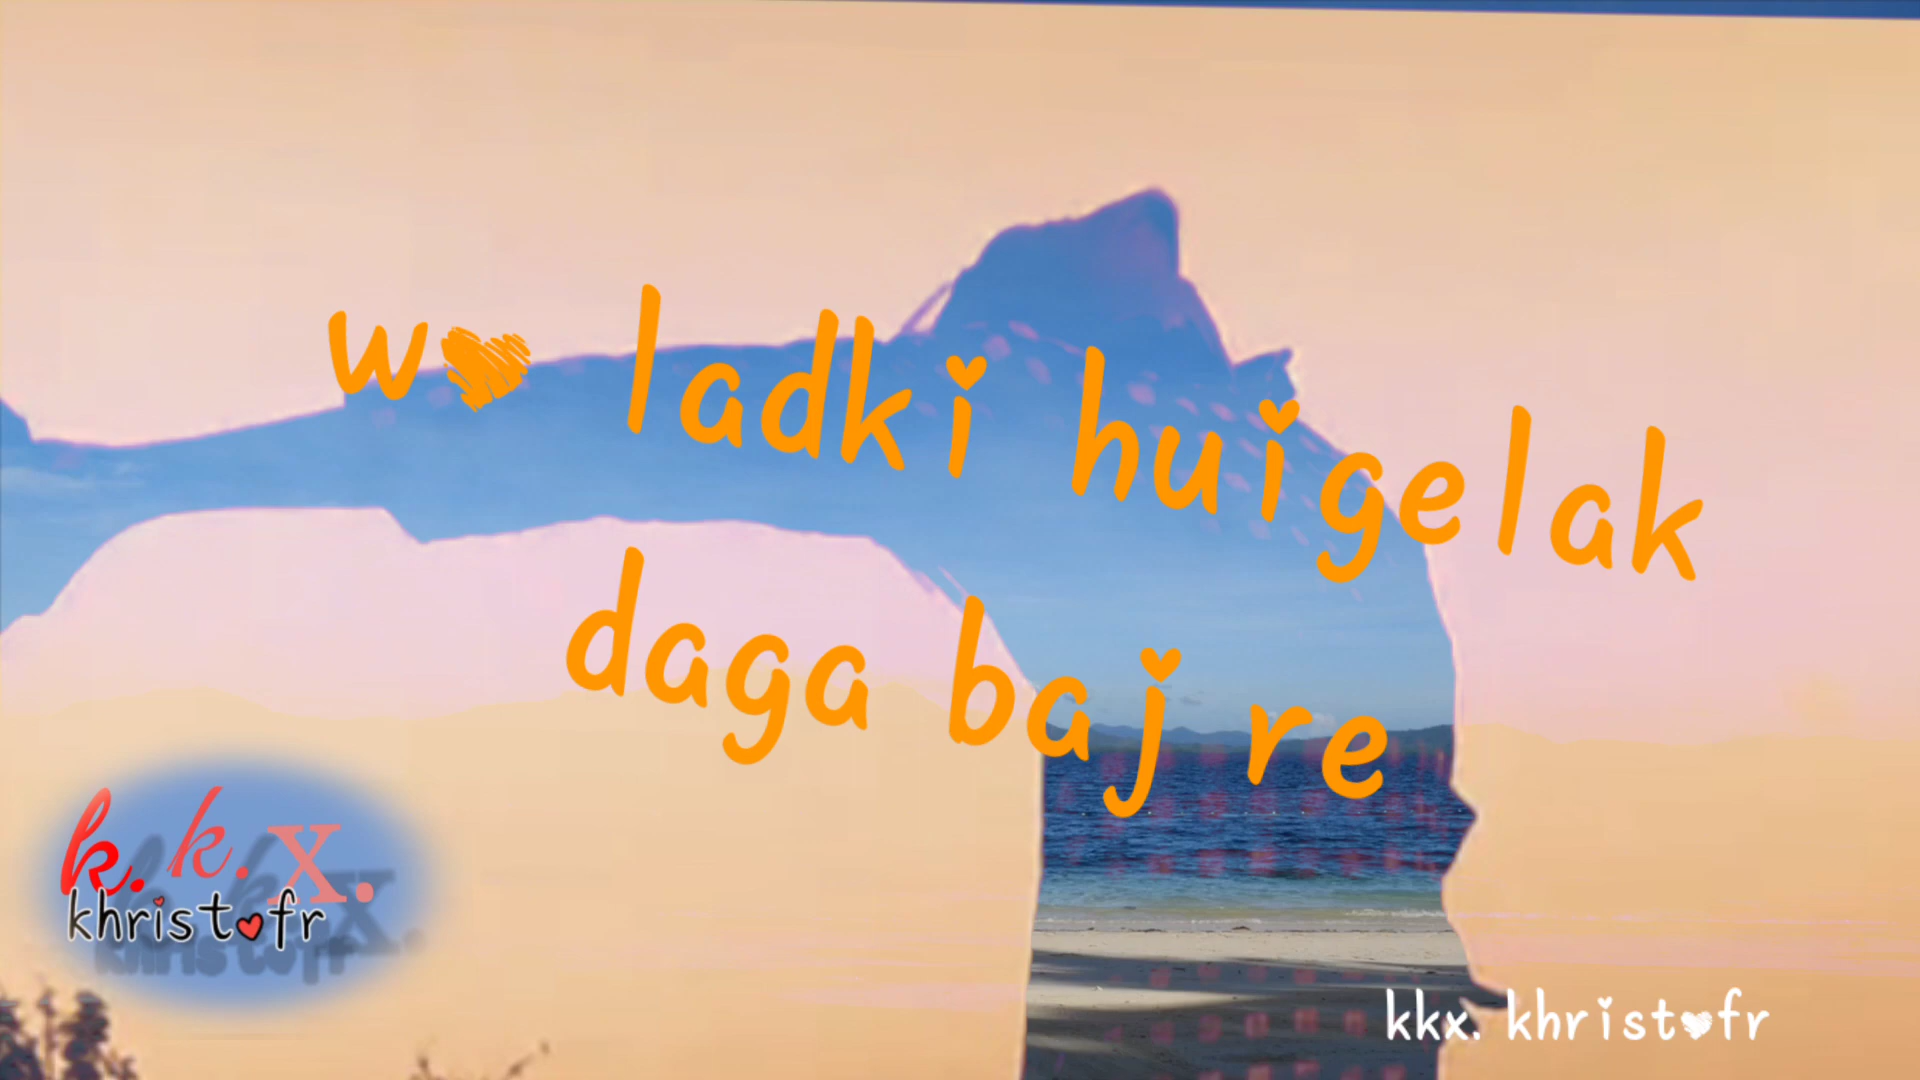 wo ladki huigelak
daga baj re
k.k.x.
khristofr
kkx. khristofr